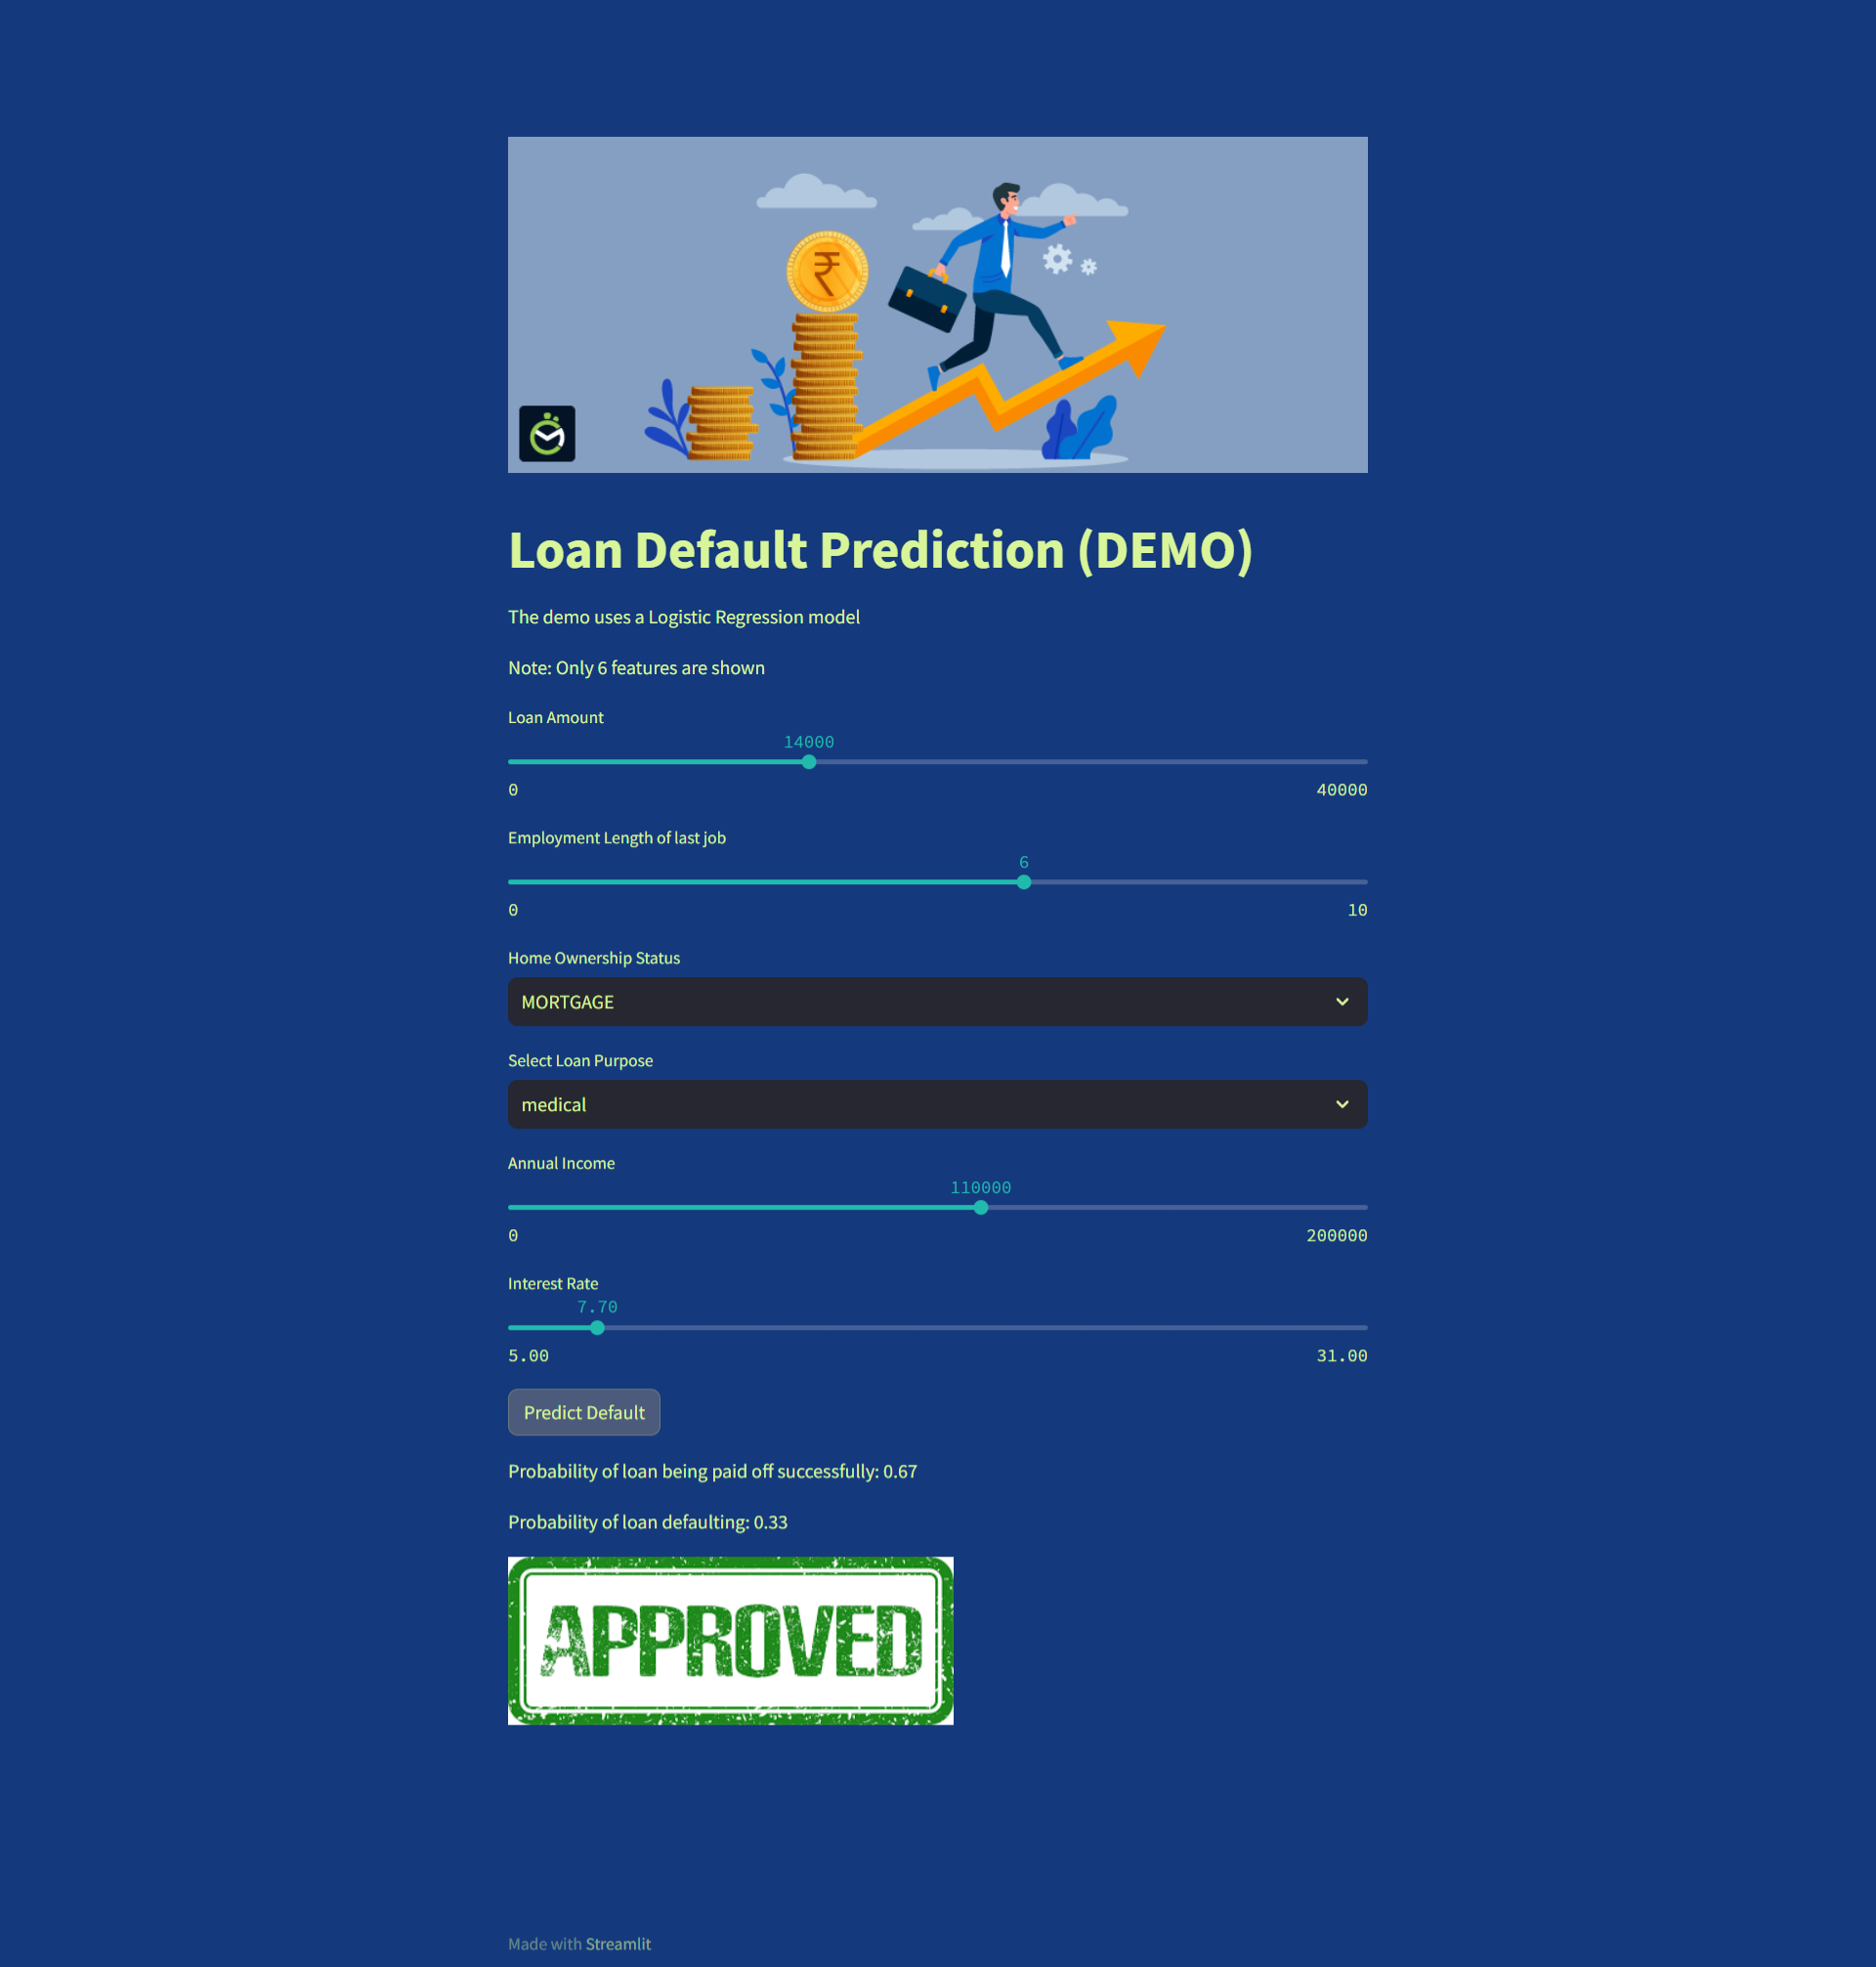 ₹
Loan Default Prediction (DEMO)
The demo uses a Logistic Regression model
Note: Only 6 features are shown
Loan Amount
14000
0 40000
Employment Length of last job
6
0 10
Home Ownership Status
MORTGAGE
Select Loan Purpose
medical
Annual Income
110000
0 200000
Interest Rate
7.70
5.00 31.00
Predict Default
Probability of loan being paid off successfully: 0.67
Probability of loan defaulting: 0.33
APPROVED
Made with Streamlit